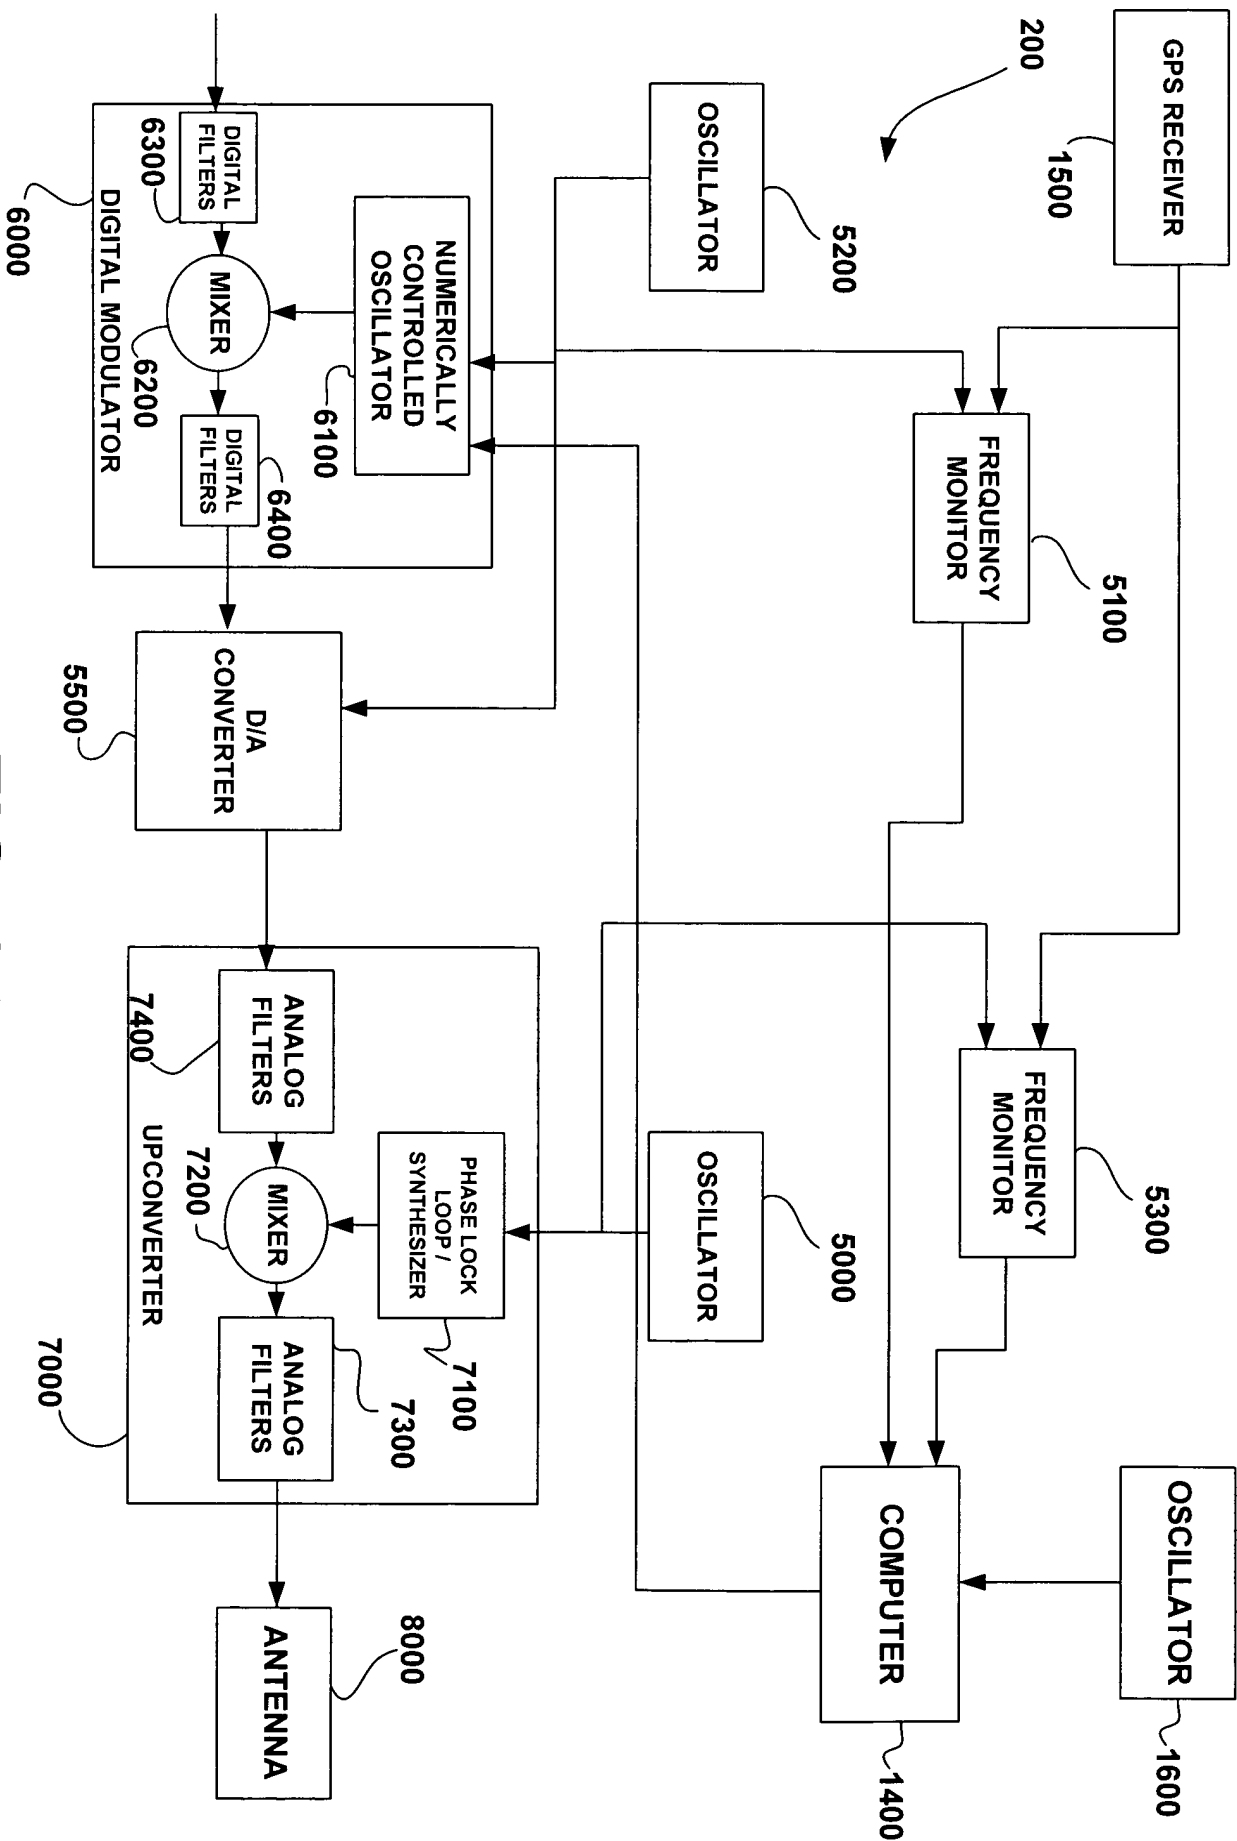 GPS RECEIVER
1500
200
OSCILLATOR
1600
FREQUENCY
MONITOR
5100
FREQUENCY
MONITOR
5300
COMPUTER
1400
OSCILLATOR
5200
OSCILLATOR
5000
NUMERICALLY
CONTROLLED
OSCILLATOR
6100
DIGITAL
FILTERS
6300
MIXER
6200
DIGITAL
FILTERS
6400
DIGITAL MODULATOR
6000
D/A
CONVERTER
5500
PHASE LOCK
LOOP /
SYNTHESIZER
7100
ANALOG
FILTERS
7400
MIXER
7200
ANALOG
FILTERS
7300
UPCONVERTER
7000
ANTENNA
8000